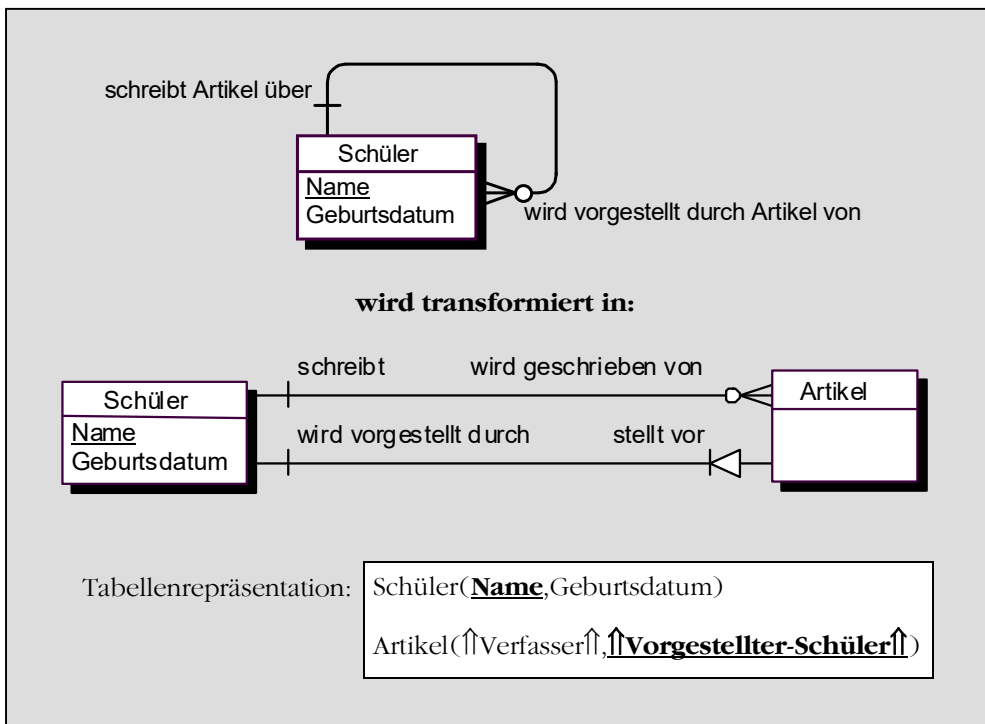 schreibt Artikel über
Schüler
Name
Geburtsdatum
wird vorgestellt durch Artikel von
wird transformiert in:
schreibt wird geschrieben von
Schüler
Name
Geburtsdatum
wird vorgestellt durch stellt vor
Artikel
Tabellenrepräsentation:
Schüler(Name,Geburtsdatum)
Artikel(⇑Verfasser⇑,⇑Vorgestellter-Schüler⇑)